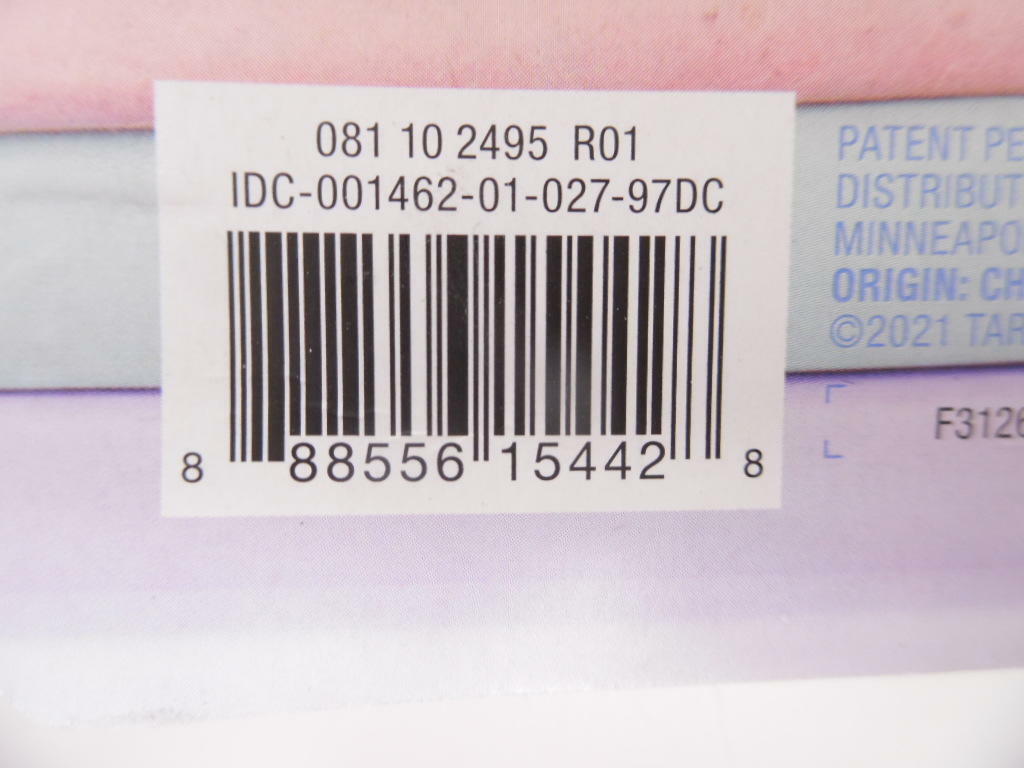 081 10 2495 R01
IDC-001462-01-027-97DC
8 88556 15442 8
PATENT
DISTRIBUT
MINNEAPO
ORIGIN: CH
©2021 TAR
F3126